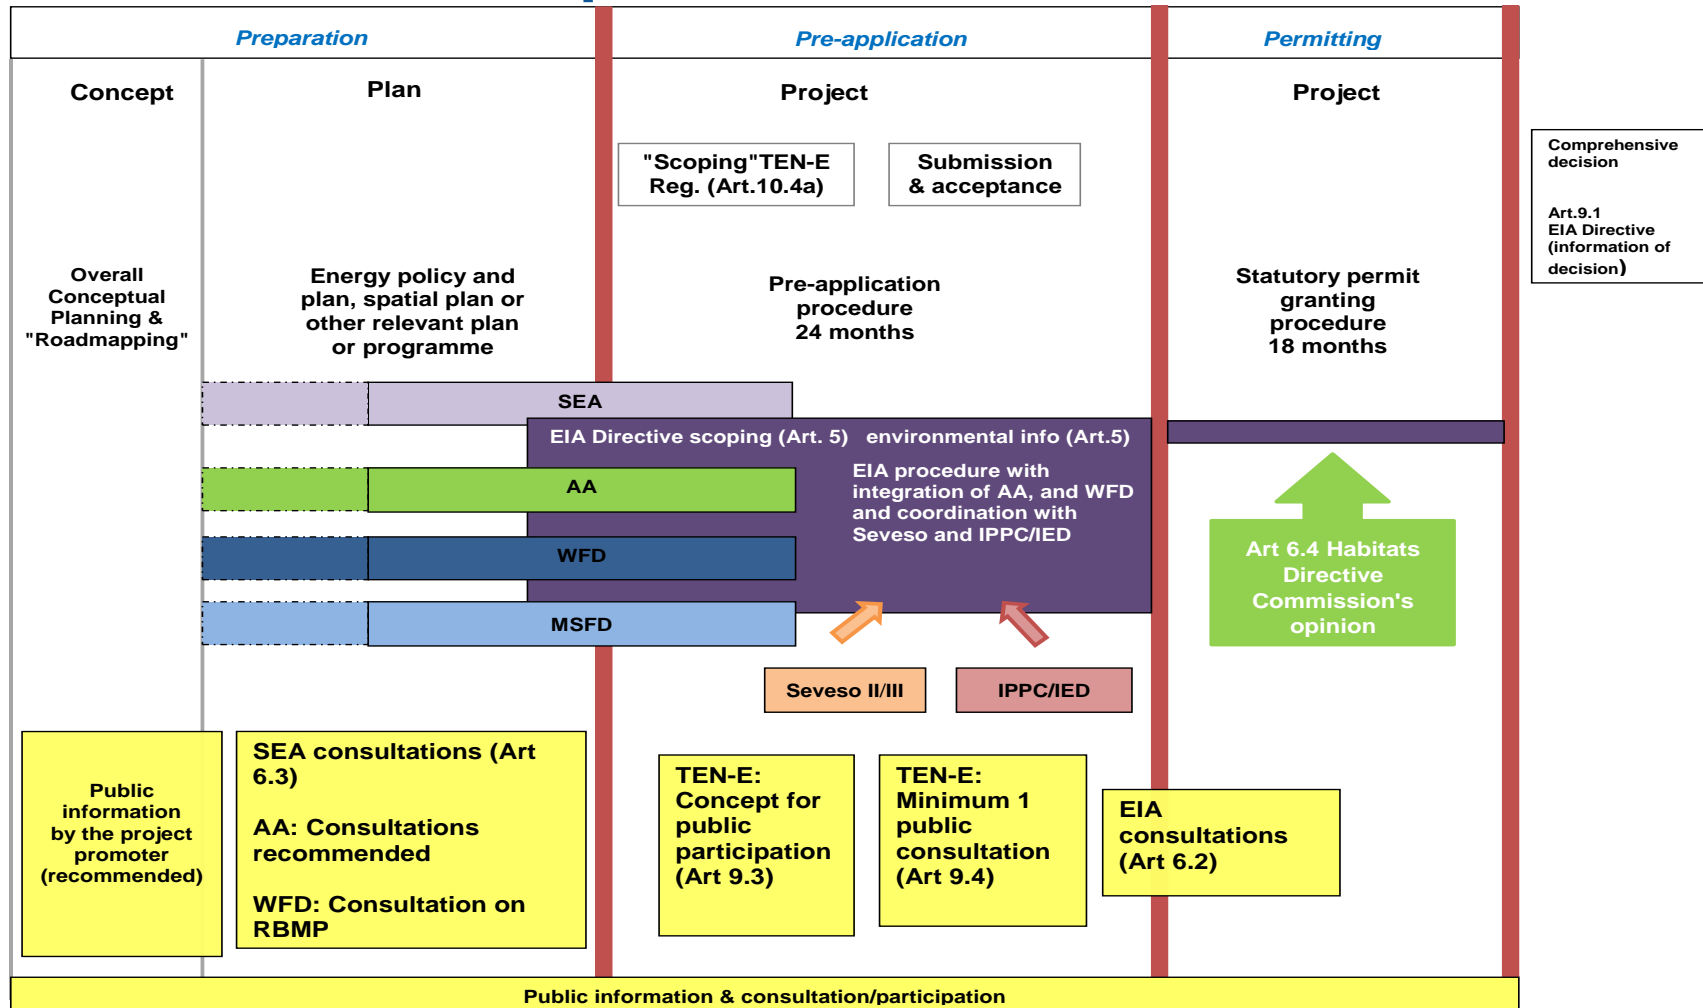 Preparation
Pre-application
Permitting
Concept
Plan
Project
Project
"Scoping"TEN-E
Reg. (Art.10.4a)
Submission
& acceptance
Comprehensive
decision
Art.9.1
EIA Directive
(information of
decision)
Overall
Conceptual
Planning &
"Roadmapping"
Energy policy and
plan, spatial plan or
other relevant plan
or programme
Pre-application
procedure
24 months
Statutory permit
granting
procedure
18 months
SEA
EIA Directive scoping (Art. 5)   environmental info (Art.5)
EIA procedure with
integration of AA, and WFD
and coordination with
Seveso and IPPC/IED
AA
WFD
MSFD
Art 6.4 Habitats
Directive
Commission's
opinion
Seveso II/III
IPPC/IED
Public
information
by the project
promoter
(recommended)
SEA consultations (Art
6.3)
AA: Consultations
recommended
WFD: Consultation on
RBMP
TEN-E:
Concept for
public
participation
(Art 9.3)
TEN-E:
Minimum 1
public
consultation
(Art 9.4)
EIA
consultations
(Art 6.2)
Public information & consultation/participation